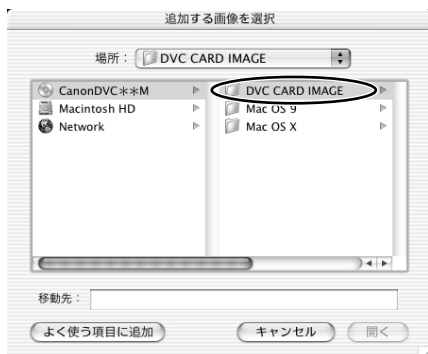 追加する画像を選択
場所： DVC CARD IMAGE
CanonDVC＊＊M
Macintosh HD
Network
DVC CARD IMAGE
Mac OS 9
Mac OS X
移動先：
よく使う項目に追加
キャンセル
開く